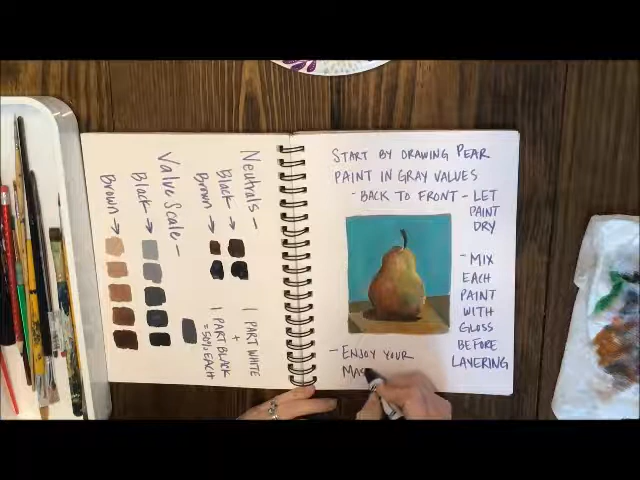 START BY DRAWING PEAR
PAINT IN GRAY VALUES
- BACK TO FRONT - LET
PAINT
DRY
- MIX
EACH
PAINT
WITH
GLOSS
BEFORE
LAYERING
- ENJOY YOUR
MAS
Neutrals -
Black →
Brown →
1 PART WHITE
+
1 PART BLACK
= 50% EACH
Value Scale -
Black →
Brown →